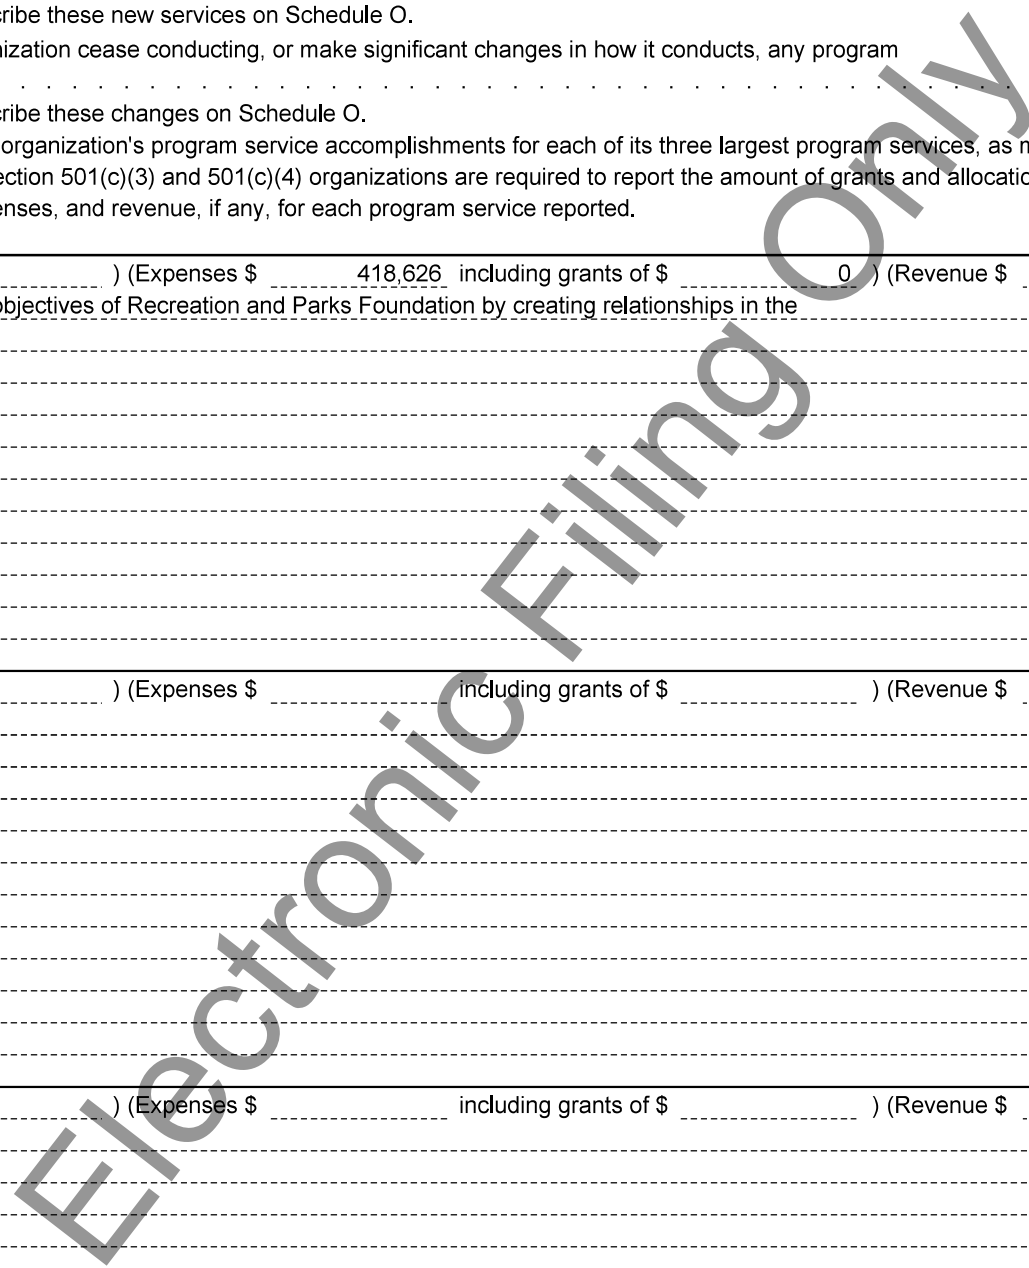 cribe these new services on Schedule O.
nization cease conducting, or make significant changes in how it conducts, any program
. . . . . . . . . . . . . . . . . . . . . . . . . . . . . . . . . . . . . . . . . . . . . .
cribe these changes on Schedule O.
organization's program service accomplishments for each of its three largest program services, as m
ection 501(c)(3) and 501(c)(4) organizations are required to report the amount of grants and allocatio
enses, and revenue, if any, for each program service reported.
) (Expenses $ 418,626 including grants of $ 0 ) (Revenue $
objectives of Recreation and Parks Foundation by creating relationships in the
) (Expenses $ including grants of $ ) (Revenue $
) (Expenses $ including grants of $ ) (Revenue $
Electronic Filing Only